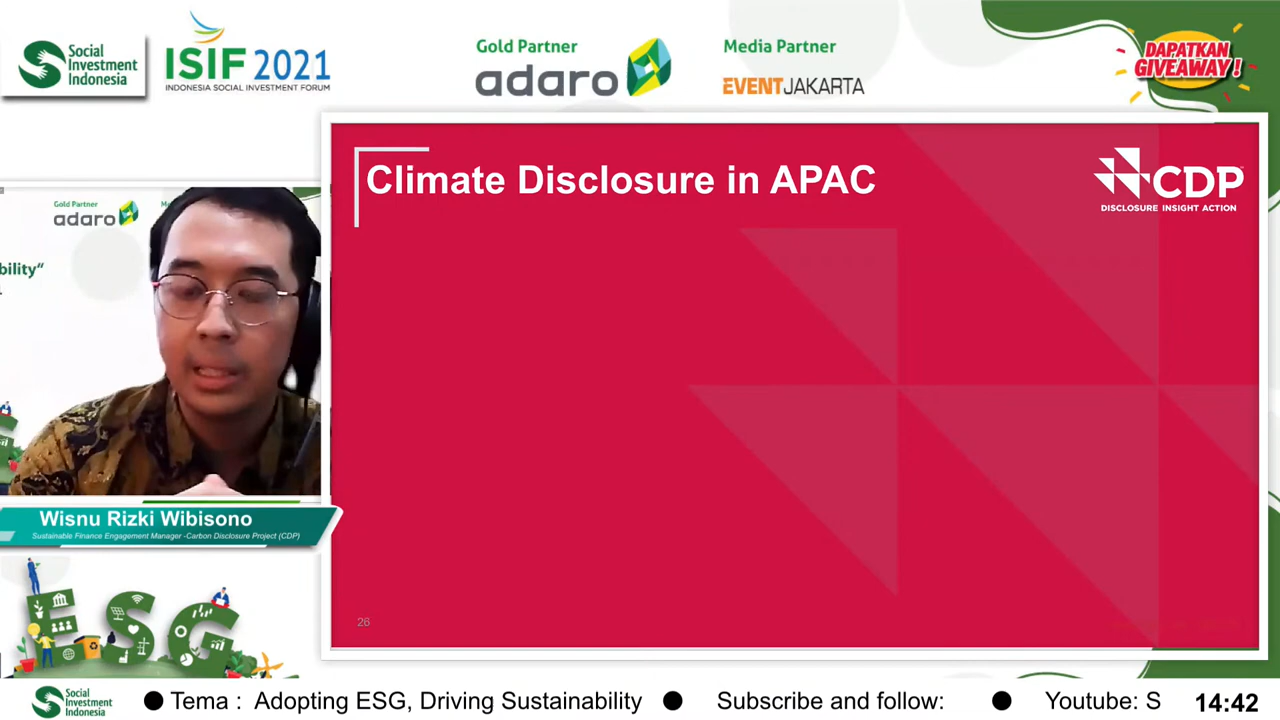 Social
Investment
Indonesia
ISIF 2021
INDONESIA SOCIAL INVESTMENT FORUM
Gold Partner
adaro
Media Partner
EVENTJAKARTA
DAPATKAN
GIVEAWAY !
Climate Disclosure in APAC
CDP
DISCLOSURE INSIGHT ACTION
Gold Partner
adaro
bility“
26
Wisnu Rizki Wibisono
Sustainable Finance Engagement Manager -Carbon Disclosure Project (CDP)
ESG
Social
Investment
Indonesia
● Tema : Adopting ESG, Driving Sustainability ● Subscribe and follow: ● Youtube: S
14:42